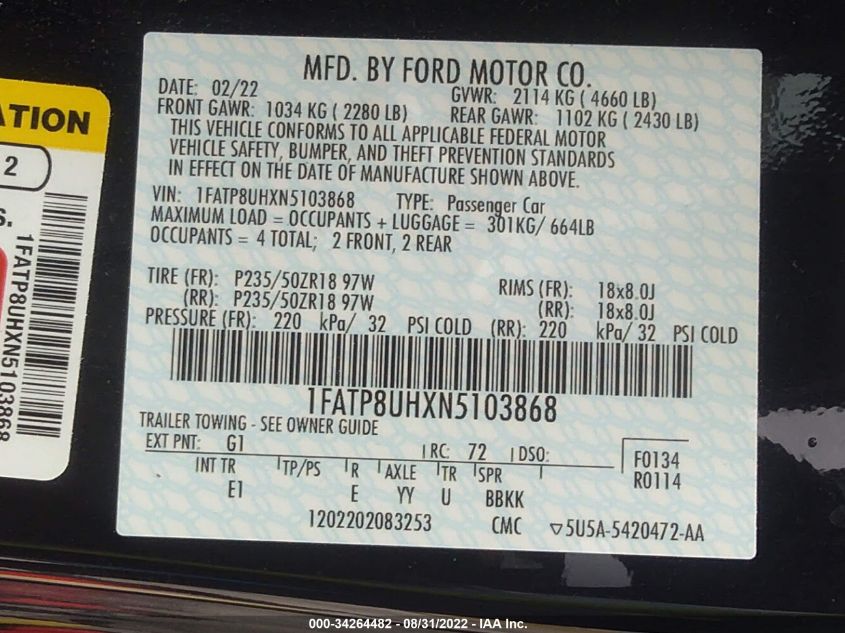 MFD. BY FORD MOTOR CO.
DATE: 02/22 GVWR: 2114 KG ( 4660 LB)
FRONT GAWR: 1034 KG ( 2280 LB) REAR GAWR: 1102 KG ( 2430 LB)
THIS VEHICLE CONFORMS TO ALL APPLICABLE FEDERAL MOTOR
VEHICLE SAFETY, BUMPER, AND THEFT PREVENTION STANDARDS
IN EFFECT ON THE DATE OF MANUFACTURE SHOWN ABOVE.
VIN: 1FATP8UHXN5103868 TYPE: Passenger Car
MAXIMUM LOAD = OCCUPANTS + LUGGAGE = 301KG/ 664LB
OCCUPANTS = 4 TOTAL; 2 FRONT, 2 REAR
TIRE (FR): P235/50ZR18 97W RIMS (FR): 18x8.0J
(RR): P235/50ZR18 97W (RR): 18x8.0J
PRESSURE (FR): 220 kPa/ 32 PSI COLD (RR): 220 kPa/ 32 PSI COLD
1FATP8UHXN5103868
TRAILER TOWING - SEE OWNER GUIDE
EXT PNT: G1 RC: 72 DSO: F0134
R0114
INT TR TP/PS R AXLE TR SPR
E1 E YY U BBKK
1202202083253 CMC ▽5U5A-5420472-AA
ATION
2
S.
1FATP8UHXN5103868
000-34264482 - 08/31/2022 - IAA Inc.